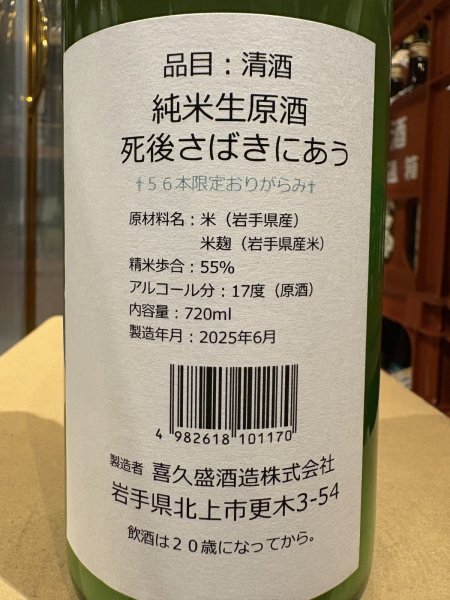 品目：清酒
純米生原酒
死後さばきにあう
†５６本限定おりがらみ†
原材料名：米（岩手県産）
米麹（岩手県産米）
精米歩合：55%
アルコール分：17度（原酒）
内容量：720ml
製造年月：2025年6月
4 982618 101170
製造者 喜久盛酒造株式会社
岩手県北上市更木3-54
飲酒は２０歳になってから。
酒
箱